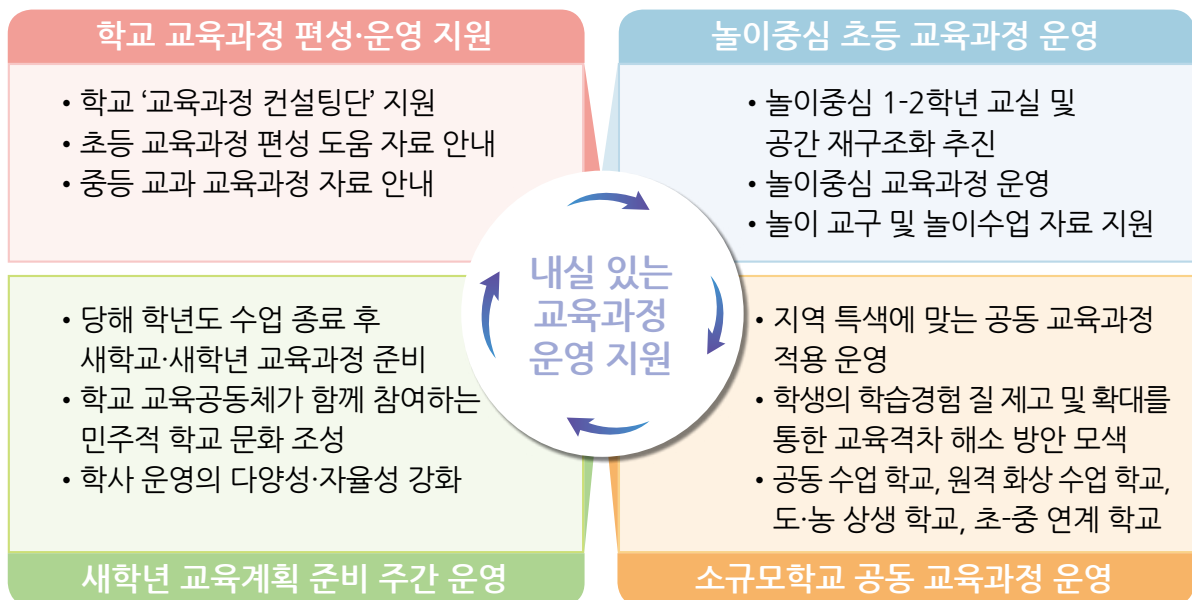 학교 교육과정 편성·운영 지원
• 학교 ‘교육과정 컨설팅단’ 지원
• 초등 교육과정 편성 도움 자료 안내
• 중등 교과 교육과정 자료 안내
놀이중심 초등 교육과정 운영
• 놀이중심 1-2학년 교실 및
공간 재구조화 추진
• 놀이중심 교육과정 운영
• 놀이 교구 및 놀이수업 자료 지원
내실 있는
교육과정
운영 지원
• 당해 학년도 수업 종료 후
새학교·새학년 교육과정 준비
• 학교 교육공동체가 함께 참여하는
민주적 학교 문화 조성
• 학사 운영의 다양성·자율성 강화
새학년 교육계획 준비 주간 운영
• 지역 특색에 맞는 공동 교육과정
적용 운영
• 학생의 학습경험 질 제고 및 확대를
통한 교육격차 해소 방안 모색
• 공동 수업 학교, 원격 화상 수업 학교,
도·농 상생 학교, 초-중 연계 학교
소규모학교 공동 교육과정 운영